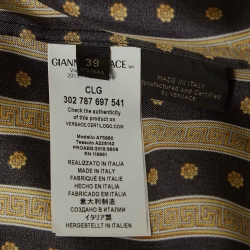 GIANNI VERSACE
39
MADE IN ITALY
Manufactured and Certified
by VERSACE
CLG
302 787 697 541
Check the authenticity
of this product on
VERSACE.CERTILOGO.COM
REALIZZATO IN ITALIA
MADE IN ITALY
FABRIQUÉ EN ITALIE
HECHO EN ITALIA
FABRICADO EM ITÁLIA
意大利制造
イタリア製
СОЗДАНО В ИТАЛИИ
HERGESTELLT IN ITALIEN